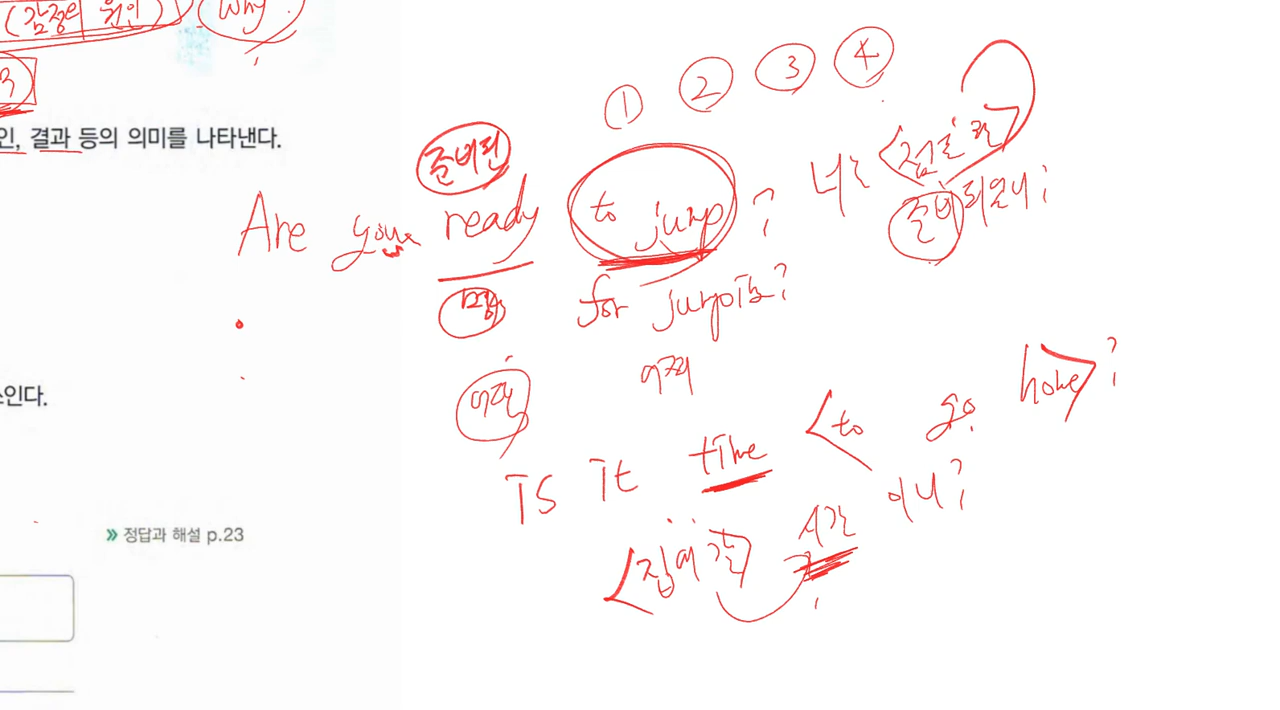 (감정의 원인) Why?
인, 결과 등의 의미를 나타낸다.
① ② ③ ④
준비된
Are you ready to jump? 너는 <점프할> 준비되었니?
for jumping?
어휘
쓰인다.
Is it time <to go home>?
<집에 갈> 시간 이니?
» 정답과 해설 p.23